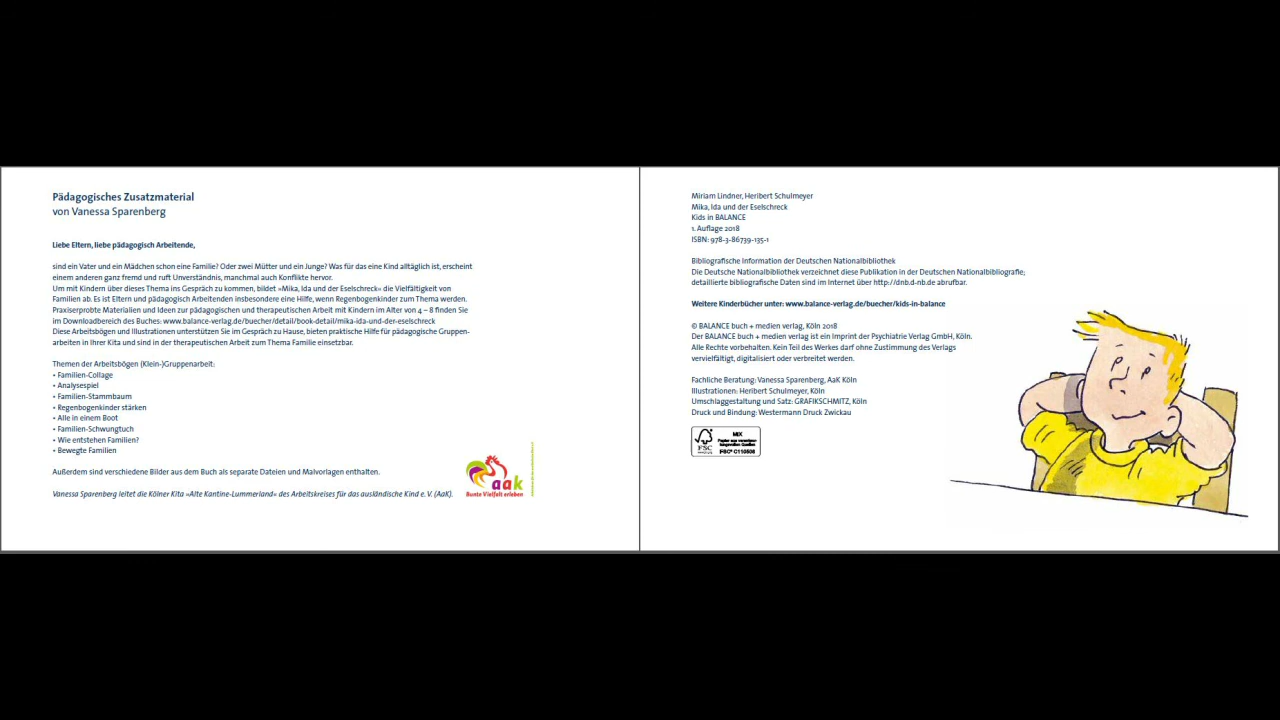 Pädagogisches Zusatzmaterial
von Vanessa Sparenberg
Liebe Eltern, liebe pädagogisch Arbeitende,
sind ein Vater und ein Mädchen schon eine Familie? Oder zwei Mütter und ein Junge? Was für das eine Kind alltäglich ist, erscheint
einem anderen ganz fremd und ruft Unverständnis, manchmal auch Konflikte hervor.
Um mit Kindern über dieses Thema ins Gespräch zu kommen, bildet »Mika, Ida und der Eselschreck« die Vielfältigkeit von
Familien ab. Es ist Eltern und pädagogisch Arbeitenden insbesondere eine Hilfe, wenn Regenbogenkinder zum Thema werden.
Praxiserprobte Materialien und Ideen zur pädagogischen und therapeutischen Arbeit mit Kindern im Alter von 4 – 8 finden Sie
im Downloadbereich des Buches: www.balance-verlag.de/buecher/detail/book-detail/mika-ida-und-der-eselschreck
Diese Arbeitsbögen und Illustrationen unterstützen Sie im Gespräch zu Hause, bieten praktische Hilfe für pädagogische Gruppen-
arbeiten in Ihrer Kita und sind in der therapeutischen Arbeit zum Thema Familie einsetzbar.
Themen der Arbeitsbögen (Klein-)Gruppenarbeit:
• Familien-Collage
• Analysespiel
• Familien-Stammbaum
• Regenbogenkinder stärken
• Alle in einem Boot
• Familien-Schwungtuch
• Wie entstehen Familien?
• Bewegte Familien
Außerdem sind verschiedene Bilder aus dem Buch als separate Dateien und Malvorlagen enthalten.
Vanessa Sparenberg leitet die Kölner Kita »Alte Kantine-Lummerland« des Arbeitskreises für das ausländische Kind e. V. (AaK).
aak
Bunte Vielfalt erleben
Miriam Lindner, Heribert Schulmeyer
Mika, Ida und der Eselschreck
Kids in BALANCE
1. Auflage 2018
ISBN: 978-3-86739-135-1
Bibliografische Information der Deutschen Nationalbibliothek
Die Deutsche Nationalbibliothek verzeichnet diese Publikation in der Deutschen Nationalbibliografie;
detaillierte bibliografische Daten sind im Internet über http://dnb.d-nb.de abrufbar.
Weitere Kinderbücher unter: www.balance-verlag.de/buecher/kids-in-balance
© BALANCE buch + medien verlag, Köln 2018
Der BALANCE buch + medien verlag ist ein Imprint der Psychiatrie Verlag GmbH, Köln.
Alle Rechte vorbehalten. Kein Teil des Werkes darf ohne Zustimmung des Verlags
vervielfältigt, digitalisiert oder verbreitet werden.
Fachliche Beratung: Vanessa Sparenberg, AaK Köln
Illustrationen: Heribert Schulmeyer, Köln
Umschlaggestaltung und Satz: GRAFIKSCHMITZ, Köln
Druck und Bindung: Westermann Druck Zwickau
FSC
MIX
Papier aus verantwor-
tungsvollen Quellen
FSC® C110508